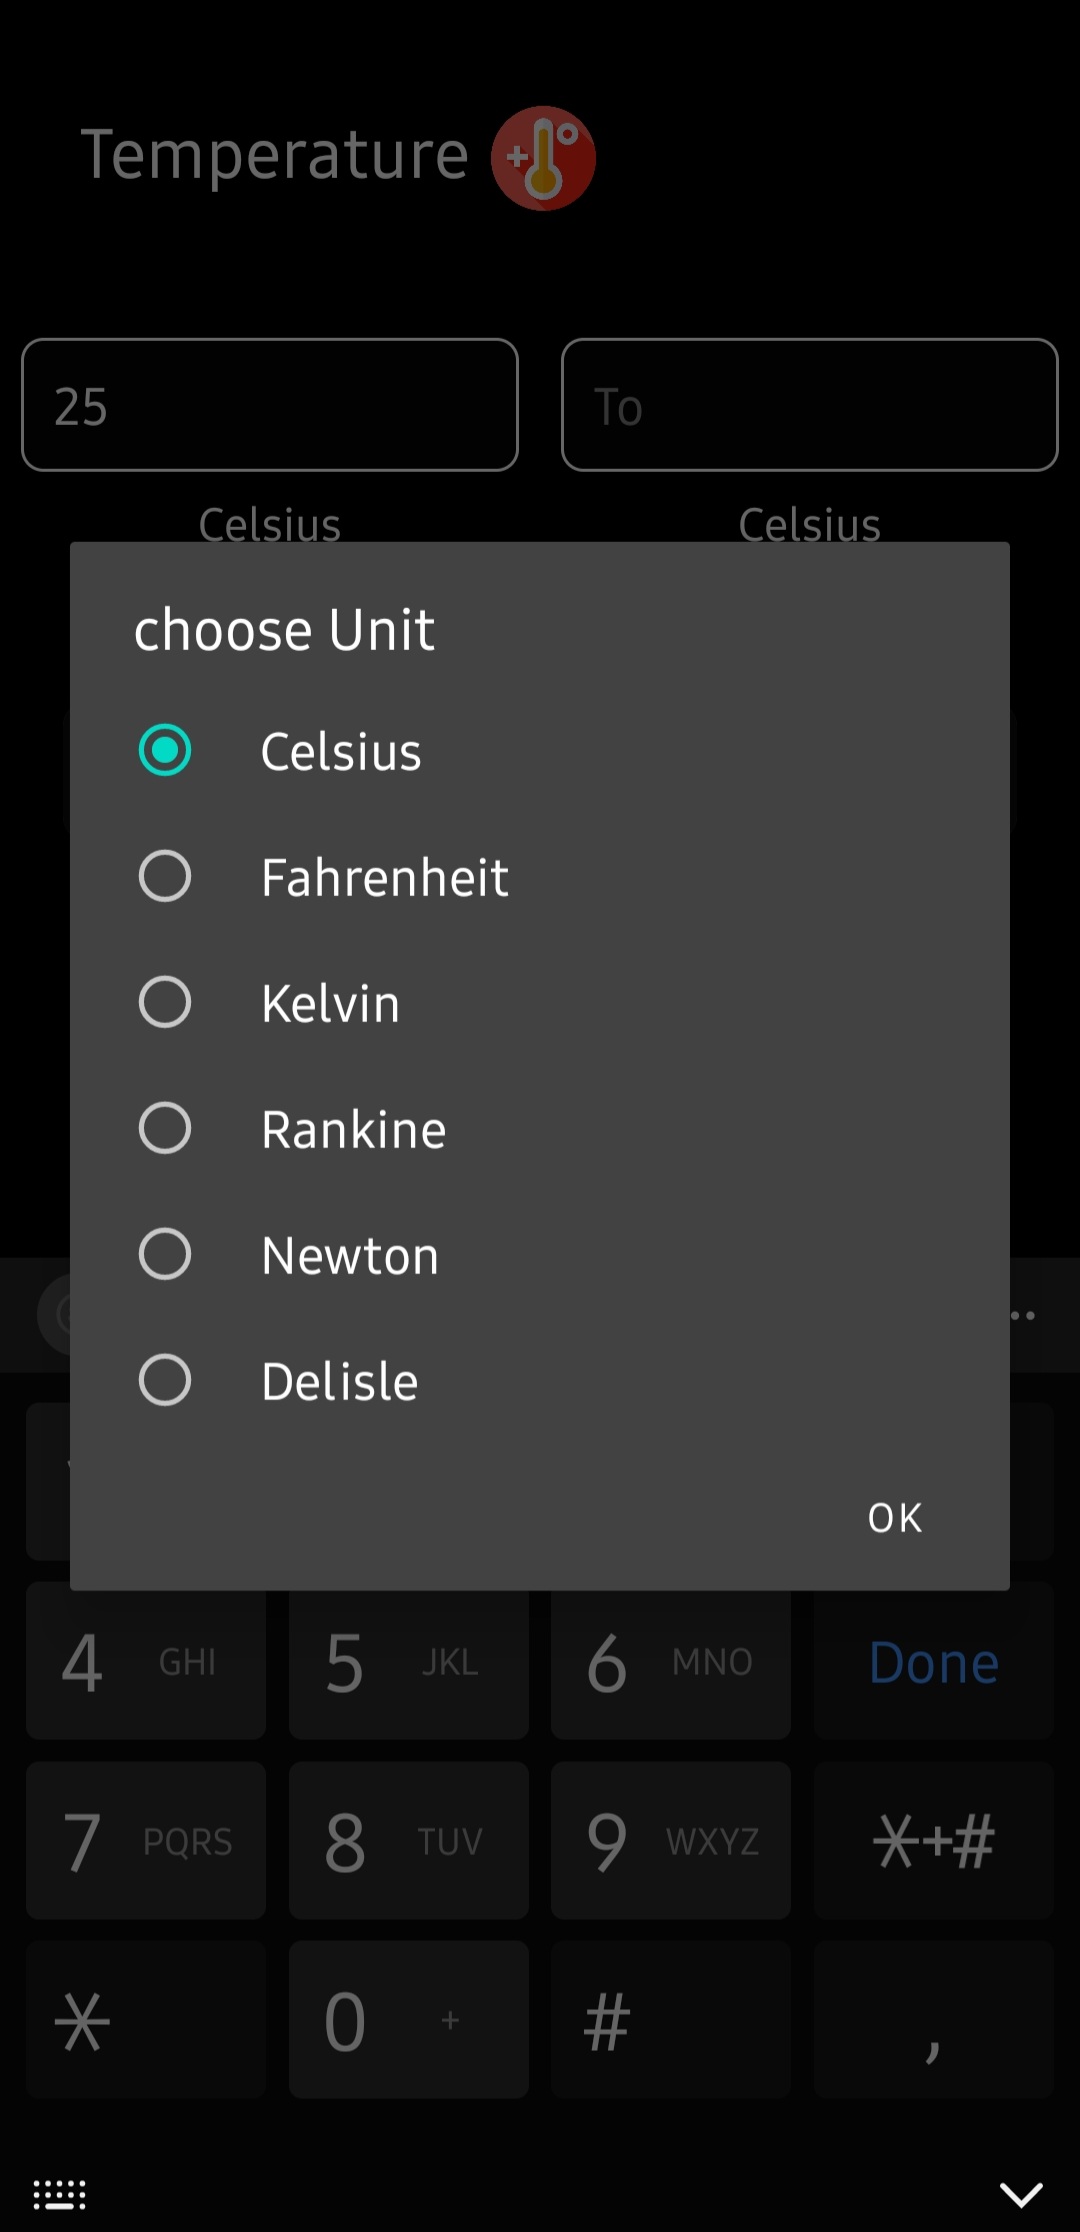 Temperature
25 To
Celsius Celsius
choose Unit
Celsius
Fahrenheit
Kelvin
Rankine
Newton
Delisle
OK
4 GHI 5 JKL 6 MNO Done
7 PQRS 8 TUV 9 WXYZ *+#
* 0 + # ,